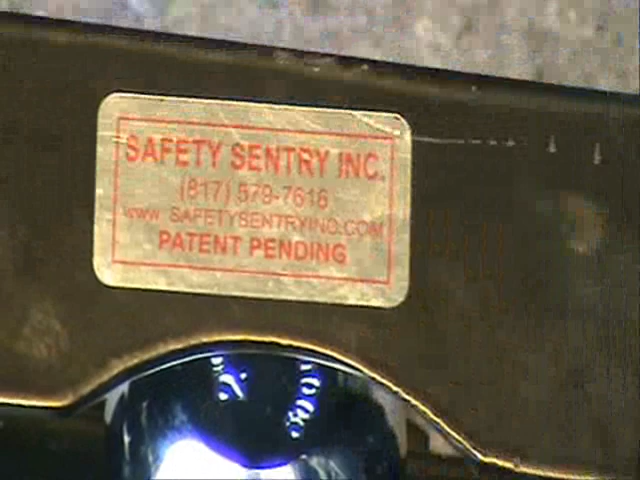 SAFETY SENTRY INC.
(817) 579-7616
www SAFETYSENTRYINC.COM
PATENT PENDING